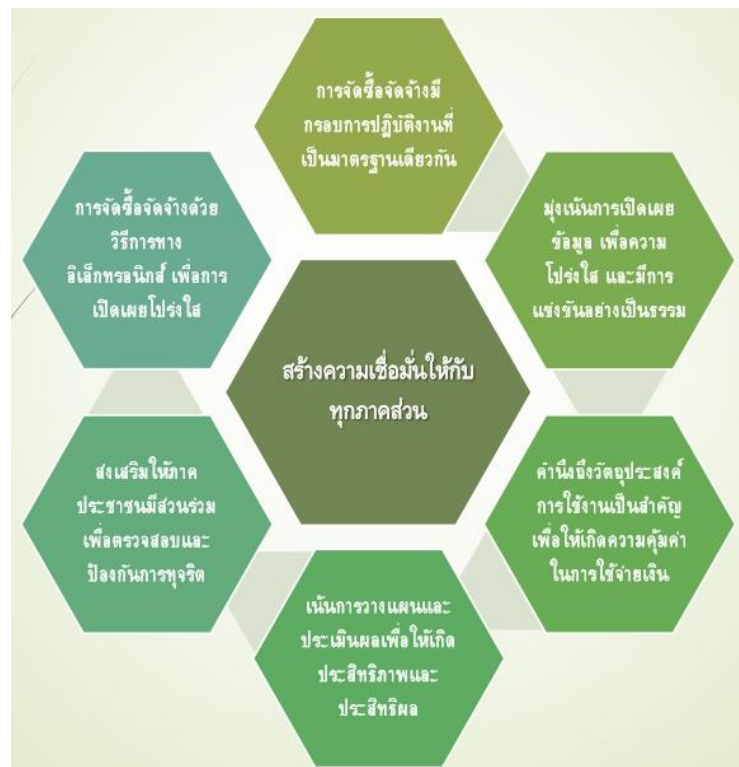 การจัดซื้อจัดจ้างมี
กรอบการปฏิบัติงานที่
เป็นมาตรฐานเดียวกัน
มุ่งเน้นการเปิดเผย
ข้อมูล เพื่อความ
โปร่งใส และมีการ
แข่งขันอย่างเป็นธรรม
คำนึงถึงวัตถุประสงค์
การใช้งานเป็นสำคัญ
เพื่อให้เกิดความคุ้มค่า
ในการใช้จ่ายเงิน
เน้นการวางแผนและ
ประเมินผลเพื่อให้เกิด
ประสิทธิภาพและ
ประสิทธิผล
ส่งเสริมให้ภาค
ประชาชนมีส่วนร่วม
เพื่อตรวจสอบและ
ป้องกันการทุจริต
การจัดซื้อจัดจ้างด้วย
วิธีการทาง
อิเล็กทรอนิกส์ เพื่อการ
เปิดเผยโปร่งใส
สร้างความเชื่อมั่นให้กับ
ทุกภาคส่วน